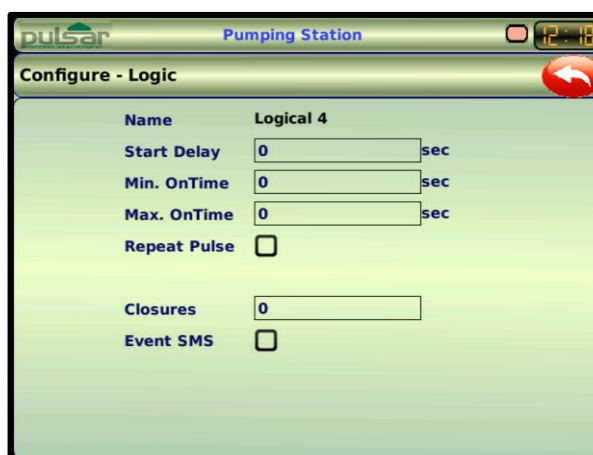 pulsar Pumping Station
Configure - Logic
Name Logical 4
Start Delay 0 sec
Min. OnTime 0 sec
Max. OnTime 0 sec
Repeat Pulse
Closures 0
Event SMS